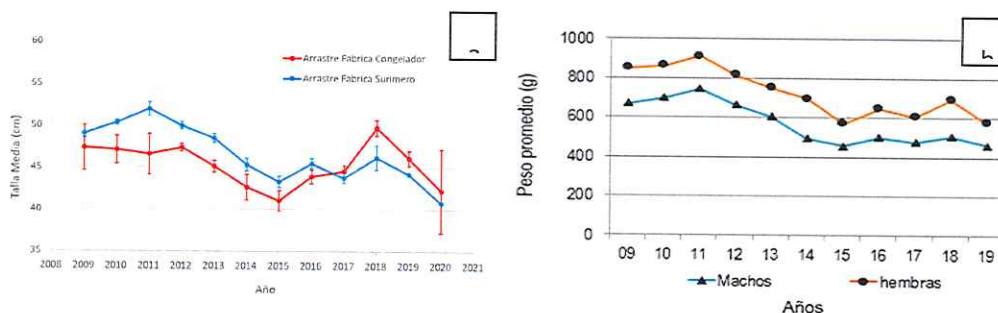 60
55
50
45
40
35
Talla Media (cm)
Arrastre Fabrica Congelador
Arrastre Fabrica Surimero
2008 2009 2010 2011 2012 2013 2014 2015 2016 2017 2018 2019 2020 2021
Año
1000
800
600
400
200
0
Peso promedio (g)
09 10 11 12 13 14 15 16 17 18 19
Machos hembras
Años